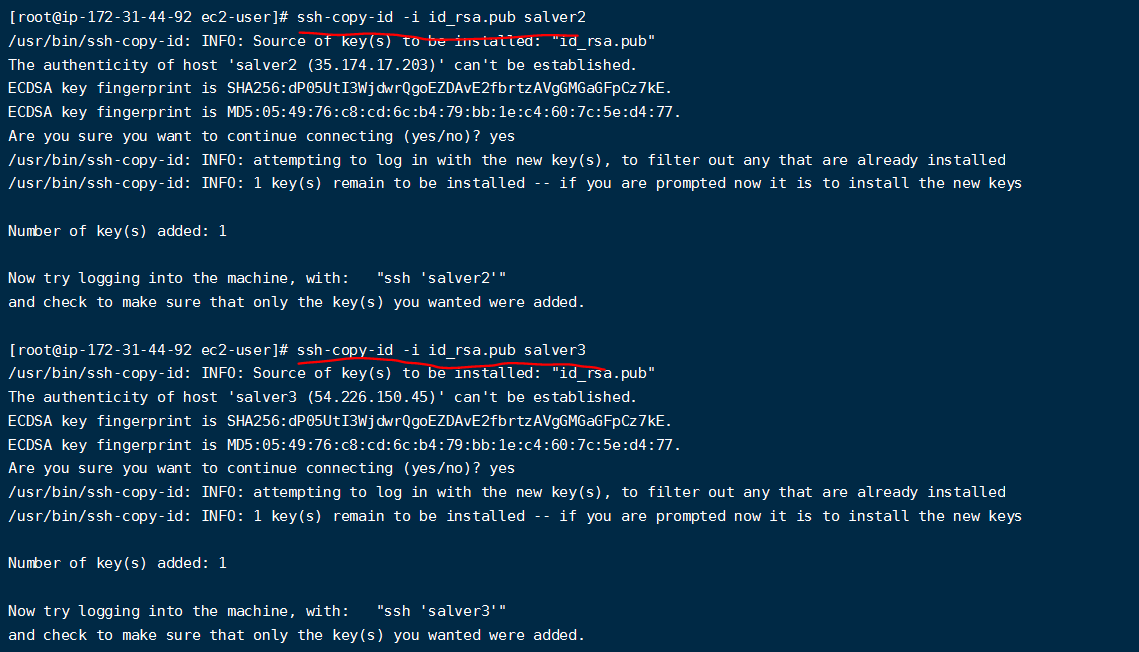 [root@ip-172-31-44-92 ec2-user]# ssh-copy-id -i id_rsa.pub salver2
/usr/bin/ssh-copy-id: INFO: Source of key(s) to be installed: "id_rsa.pub"
The authenticity of host 'salver2 (35.174.17.203)' can't be established.
ECDSA key fingerprint is SHA256:dP05UtI3WjdwrQgoEZDAvE2fbrtzAVgGMGaGFpCz7kE.
ECDSA key fingerprint is MD5:05:49:76:c8:cd:6c:b4:79:bb:1e:c4:60:7c:5e:d4:77.
Are you sure you want to continue connecting (yes/no)? yes
/usr/bin/ssh-copy-id: INFO: attempting to log in with the new key(s), to filter out any that are already installed
/usr/bin/ssh-copy-id: INFO: 1 key(s) remain to be installed -- if you are prompted now it is to install the new keys
Number of key(s) added: 1
Now try logging into the machine, with:   "ssh 'salver2'"
and check to make sure that only the key(s) you wanted were added.
[root@ip-172-31-44-92 ec2-user]# ssh-copy-id -i id_rsa.pub salver3
/usr/bin/ssh-copy-id: INFO: Source of key(s) to be installed: "id_rsa.pub"
The authenticity of host 'salver3 (54.226.150.45)' can't be established.
ECDSA key fingerprint is SHA256:dP05UtI3WjdwrQgoEZDAvE2fbrtzAVgGMGaGFpCz7kE.
ECDSA key fingerprint is MD5:05:49:76:c8:cd:6c:b4:79:bb:1e:c4:60:7c:5e:d4:77.
Are you sure you want to continue connecting (yes/no)? yes
/usr/bin/ssh-copy-id: INFO: attempting to log in with the new key(s), to filter out any that are already installed
/usr/bin/ssh-copy-id: INFO: 1 key(s) remain to be installed -- if you are prompted now it is to install the new keys
Number of key(s) added: 1
Now try logging into the machine, with:   "ssh 'salver3'"
and check to make sure that only the key(s) you wanted were added.